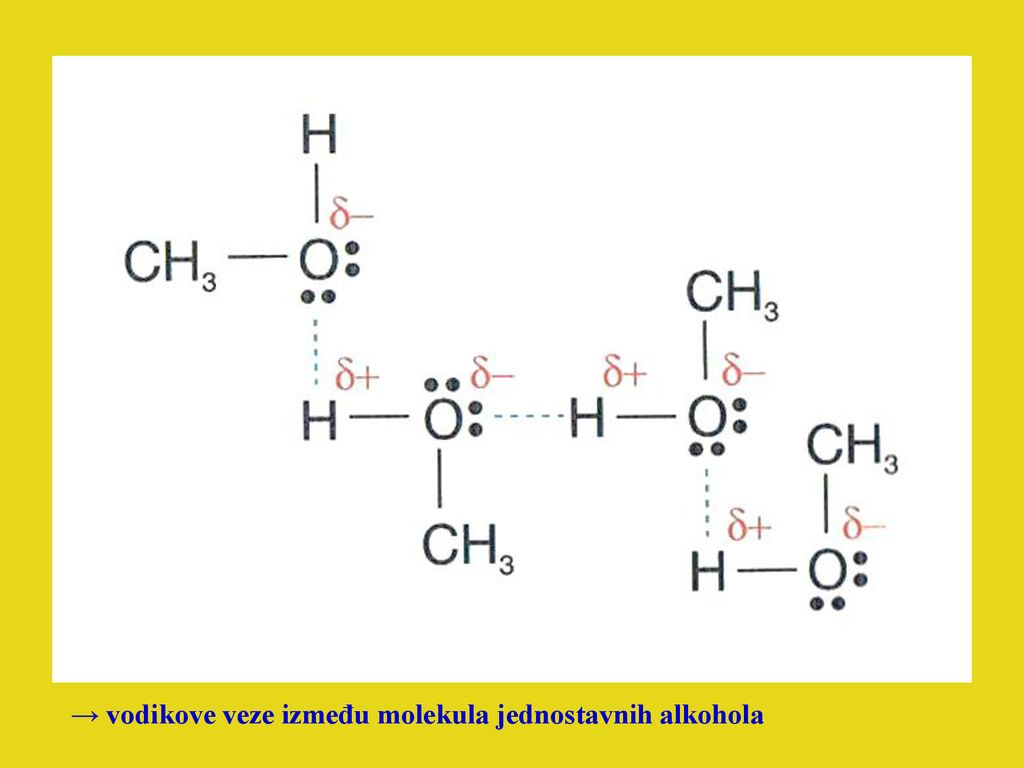 H
δ–
CH₃ — O:
δ+ δ– δ+ CH₃ δ–
H — O: H — O:
CH₃
CH₃
δ+ δ–
H — O:
→ vodikove veze između molekula jednostavnih alkohola